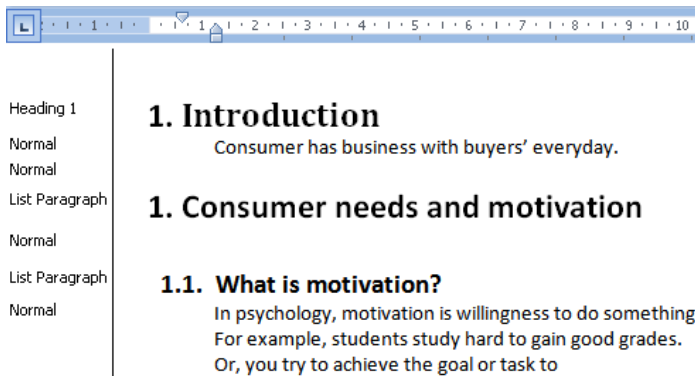 L 1 1 2 3 4 5 6 7 8 9 10
Heading 1
1. Introduction
Normal
Consumer has business with buyers’ everyday.
Normal
List Paragraph
1. Consumer needs and motivation
Normal
List Paragraph
1.1. What is motivation?
Normal
In psychology, motivation is willingness to do something
For example, students study hard to gain good grades.
Or, you try to achieve the goal or task to